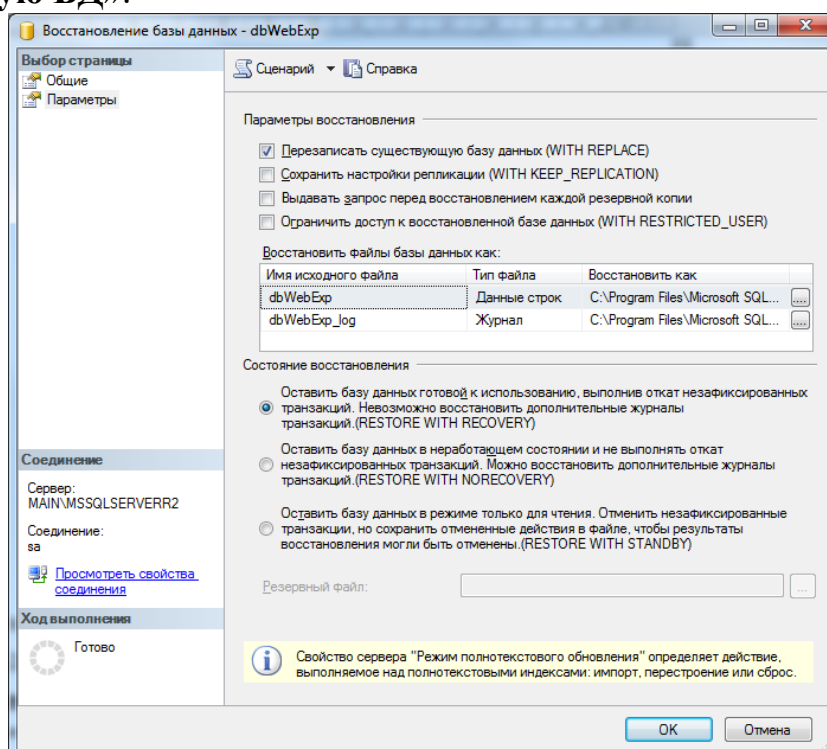 ую БД».
Восстановление базы данных - dbWebExp
Выбор страницы
Общие
Параметры
Сценарий
Справка
Параметры восстановления
Перезаписать существующую базу данных (WITH REPLACE)
Сохранить настройки репликации (WITH KEEP_REPLICATION)
Выдавать запрос перед восстановлением каждой резервной копии
Ограничить доступ к восстановленной базе данных (WITH RESTRICTED_USER)
Восстановить файлы базы данных как:
Имя исходного файла Тип файла Восстановить как
dbWebExp Данные строк C:\Program Files\Microsoft SQL... ...
dbWebExp_log Журнал C:\Program Files\Microsoft SQL... ...
Состояние восстановления
Оставить базу данных готовой к использованию, выполнив откат незафиксированных
транзакций. Невозможно восстановить дополнительные журналы
транзакций.(RESTORE WITH RECOVERY)
Оставить базу данных в неработающем состоянии и не выполнять откат
незафиксированных транзакций. Можно восстановить дополнительные журналы
транзакций.(RESTORE WITH NORECOVERY)
Оставить базу данных в режиме только для чтения. Отменить незафиксированные
транзакции, но сохранить отмененные действия в файле, чтобы результаты
восстановления могли быть отменены.(RESTORE WITH STANDBY)
Резервный файл: ...
Соединение
Сервер:
MAIN\MSSQLSERVERR2
Соединение:
sa
Просмотреть свойства
соединения
Ход выполнения
Готово
Свойство сервера "Режим полнотекстового обновления" определяет действие,
выполняемое над полнотекстовыми индексами: импорт, перестроение или сброс.
OK Отмена